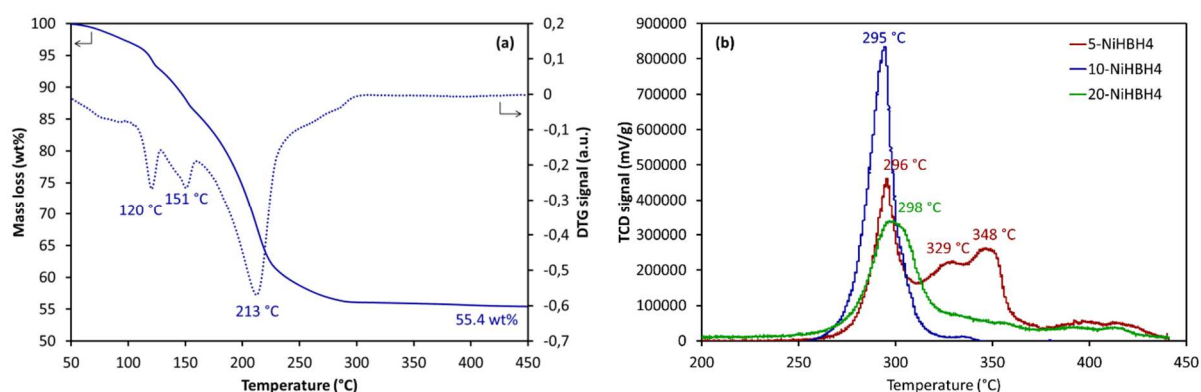 (a)
Mass loss (wt%)
100
95
90
85
80
75
70
65
60
55
50
50
100
150
200
250
300
350
400
450
Temperature (°C)
0,2
0,1
0
-0,1
-0,2
-0,3
-0,4
-0,5
-0,6
-0,7
DTG signal (a.u.)
120 °C
151 °C
213 °C
55.4 wt%
(b)
TCD signal (mV/g)
900000
800000
700000
600000
500000
400000
300000
200000
100000
0
200
250
300
350
400
450
Temperature (°C)
295 °C
296 °C
298 °C
329 °C
348 °C
5-NiHBH4
10-NiHBH4
20-NiHBH4